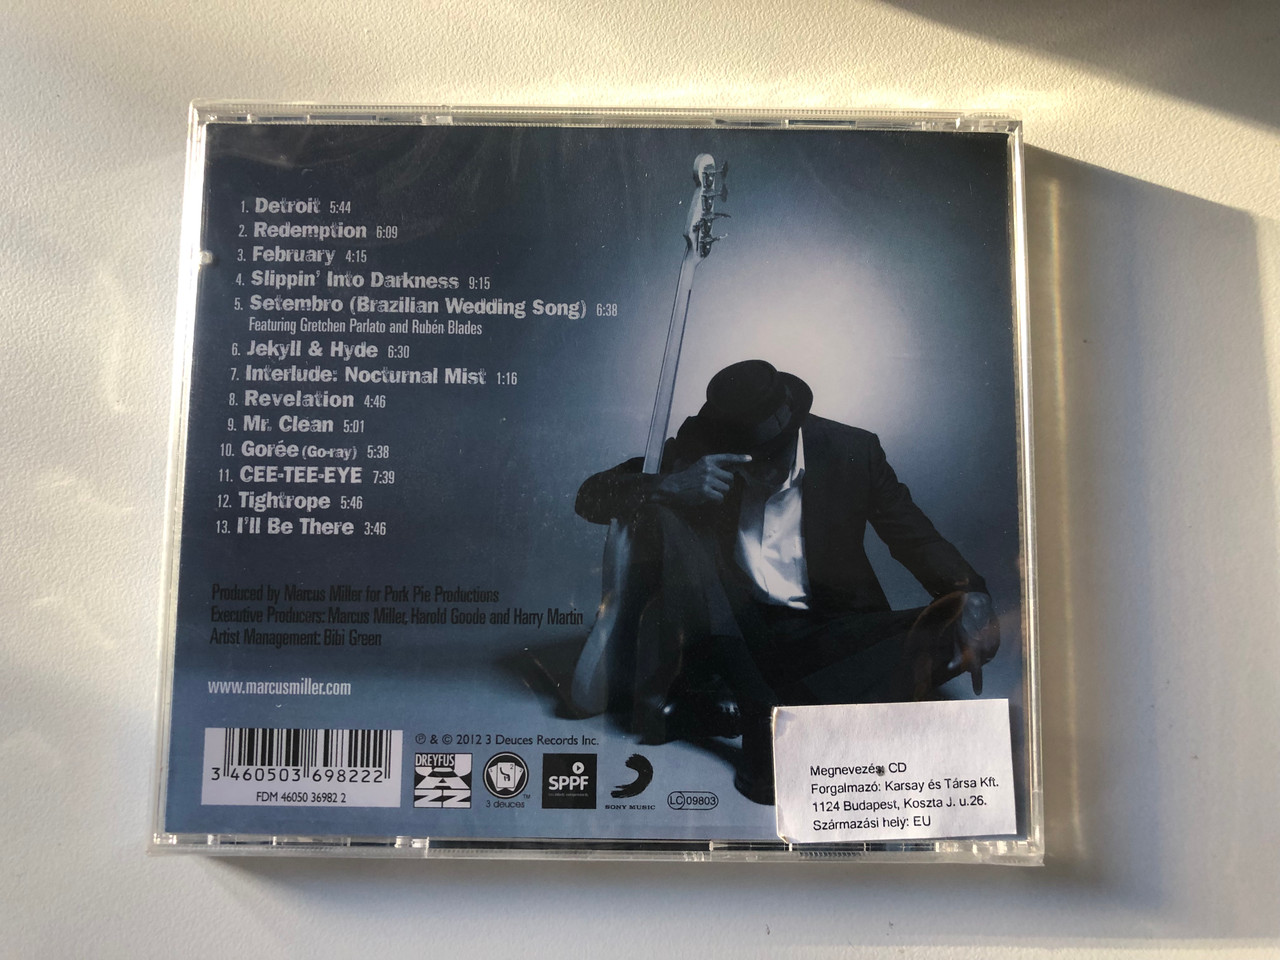 1. Detroit 5:44
2. Redemption 6:09
3. February 4:15
4. Slippin' Into Darkness 9:15
5. Setembro (Brazilian Wedding Song) 6:38
Featuring Gretchen Parlato and Rubén Blades
6. Jekyll & Hyde 6:30
7. Interlude: Nocturnal Mist 1:16
8. Revelation 4:46
9. Mr. Clean 5:01
10. Gorée (Go-ray) 5:38
11. CEE-TEE-EYE 7:39
12. Tightrope 5:46
13. I'll Be There 3:46
Produced by Marcus Miller for Pork Pie Productions
Executive Producers: Marcus Miller, Harold Goode and Harry Martin
Artist Management: Bibi Green
www.marcusmiller.com
3 460503 698222
FDM 46050 36982 2
℗ & © 2012 3 Deuces Records Inc.
DREYFUS
JAZZ
3 deuces™
SPPF
SONY MUSIC
LC 09803
Megnevezés: CD
Forgalmazó: Karsay és Társa Kft.
1124 Budapest, Koszta J. u.26.
Származási hely: EU